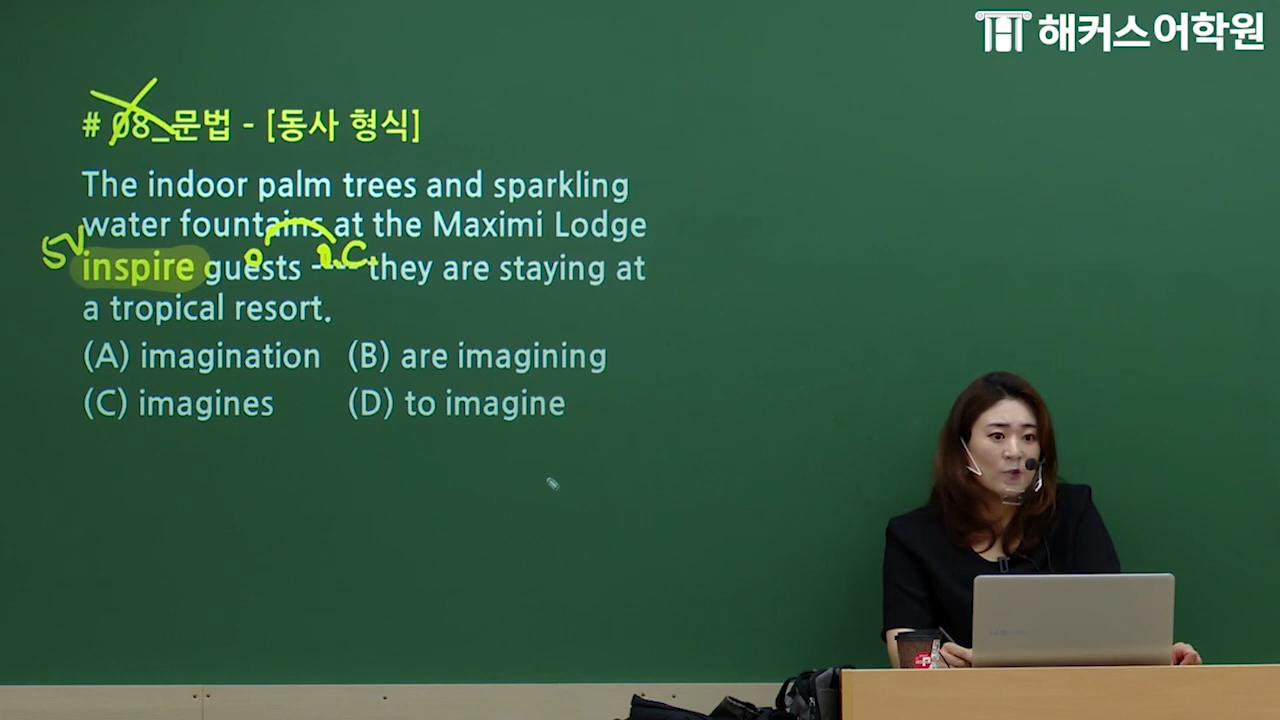 해커스어학원
# 08_문법 - [동사 형식]
The indoor palm trees and sparkling
water fountains at the Maximi Lodge
5V
inspire guests ---- they are staying at
o
o.c.
a tropical resort.
(A) imagination (B) are imagining
(C) imagines (D) to imagine